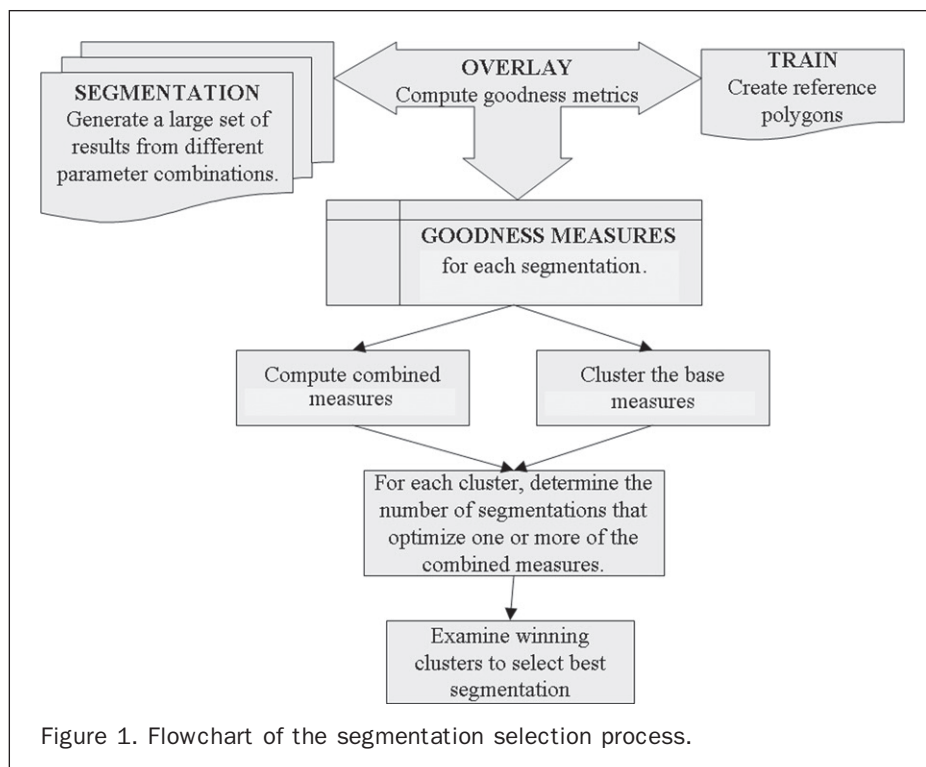 SEGMENTATION
Generate a large set of
results from different
parameter combinations.
OVERLAY
Compute goodness metrics
TRAIN
Create reference
polygons
GOODNESS MEASURES
for each segmentation.
Compute combined
measures
Cluster the base
measures
For each cluster, determine the
number of segmentations that
optimize one or more of the
combined measures.
Examine winning
clusters to select best
segmentation
Figure 1. Flowchart of the segmentation selection process.